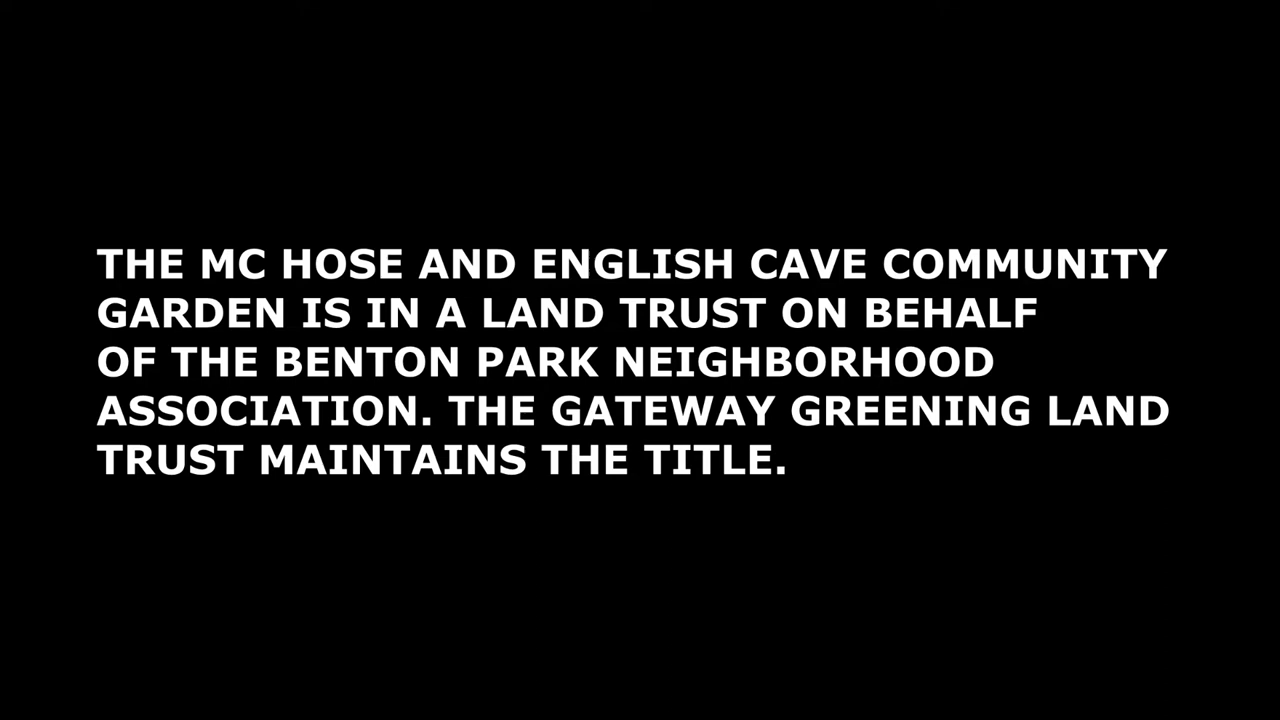 THE MC HOSE AND ENGLISH CAVE COMMUNITY
GARDEN IS IN A LAND TRUST ON BEHALF
OF THE BENTON PARK NEIGHBORHOOD
ASSOCIATION. THE GATEWAY GREENING LAND
TRUST MAINTAINS THE TITLE.